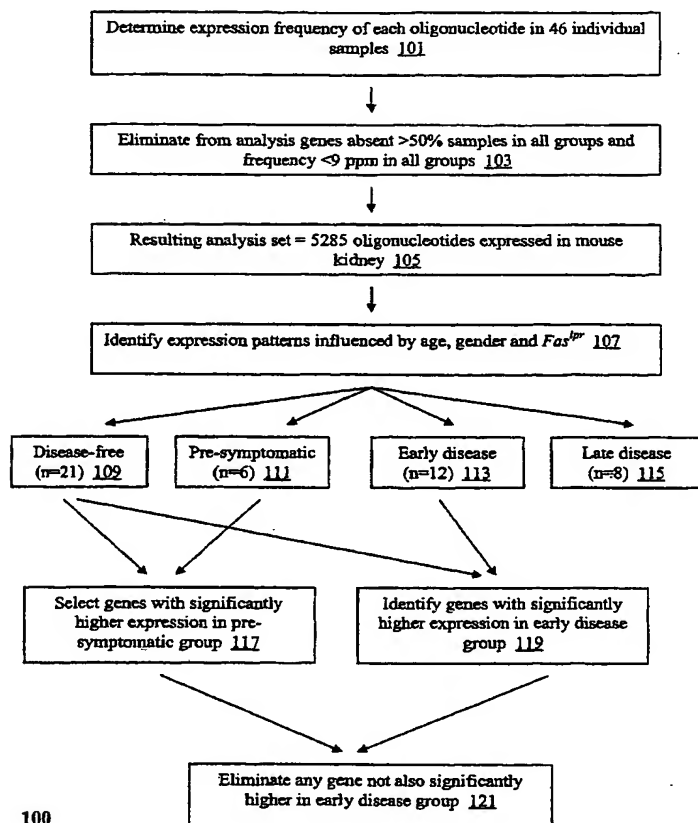 Determine expression frequency of each oligonucleotide in 46 individual
samples 101
Eliminate from analysis genes absent >50% samples in all groups and
frequency <9 ppm in all groups 103
Resulting analysis set = 5285 oligonucleotides expressed in mouse
kidney 105
Identify expression patterns influenced by age, gender and Fas^lpr 107
Disease-free
(n=21) 109
Pre-symptomatic
(n=6) 111
Early disease
(n=12) 113
Late disease
(n=8) 115
Select genes with significantly
higher expression in pre-
symptomatic group 117
Identify genes with significantly
higher expression in early disease
group 119
Eliminate any gene not also significantly
higher in early disease group 121
100